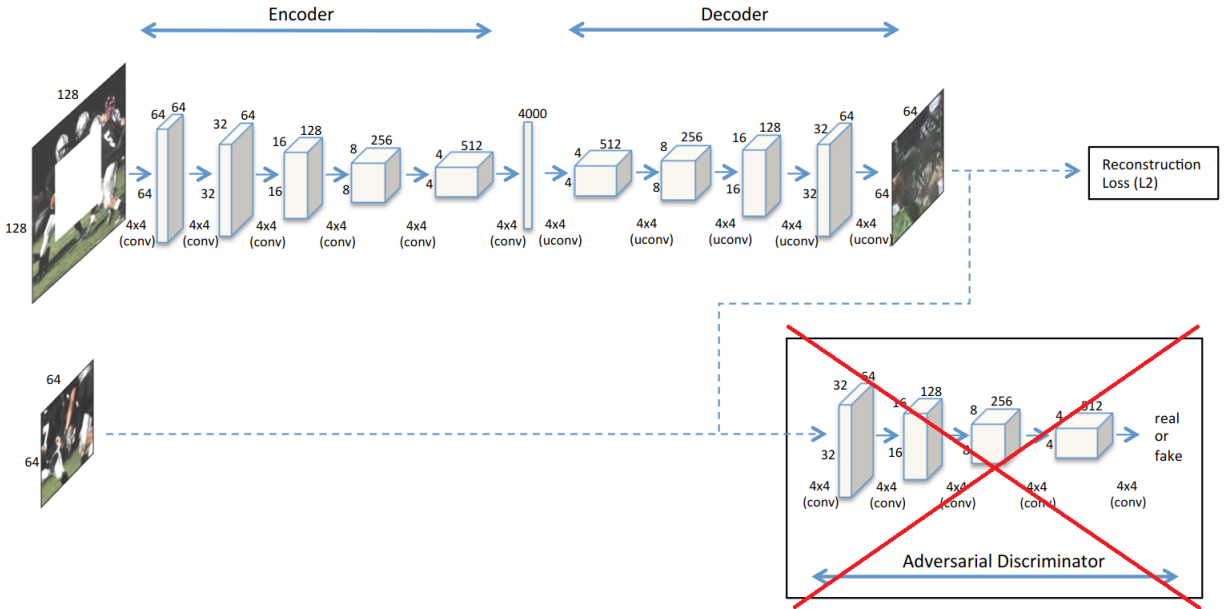 Encoder
Decoder
128
128
64 64
64
4x4
(conv)
32 64
32
4x4
(conv)
16 128
16
4x4
(conv)
8 256
8
4x4
(conv)
4 512
4
4x4
(conv)
4000
4x4
(conv)
4 512
4
4x4
(uconv)
8 256
8
4x4
(uconv)
16 128
16
4x4
(uconv)
32 64
32
4x4
(uconv)
64
64
4x4
(uconv)
Reconstruction
Loss (L2)
64
64
32 64
32
4x4
(conv)
16 128
16
4x4
(conv)
8 256
8
4x4
(conv)
4 512
4
4x4
(conv)
4x4
(conv)
real
or
fake
Adversarial Discriminator